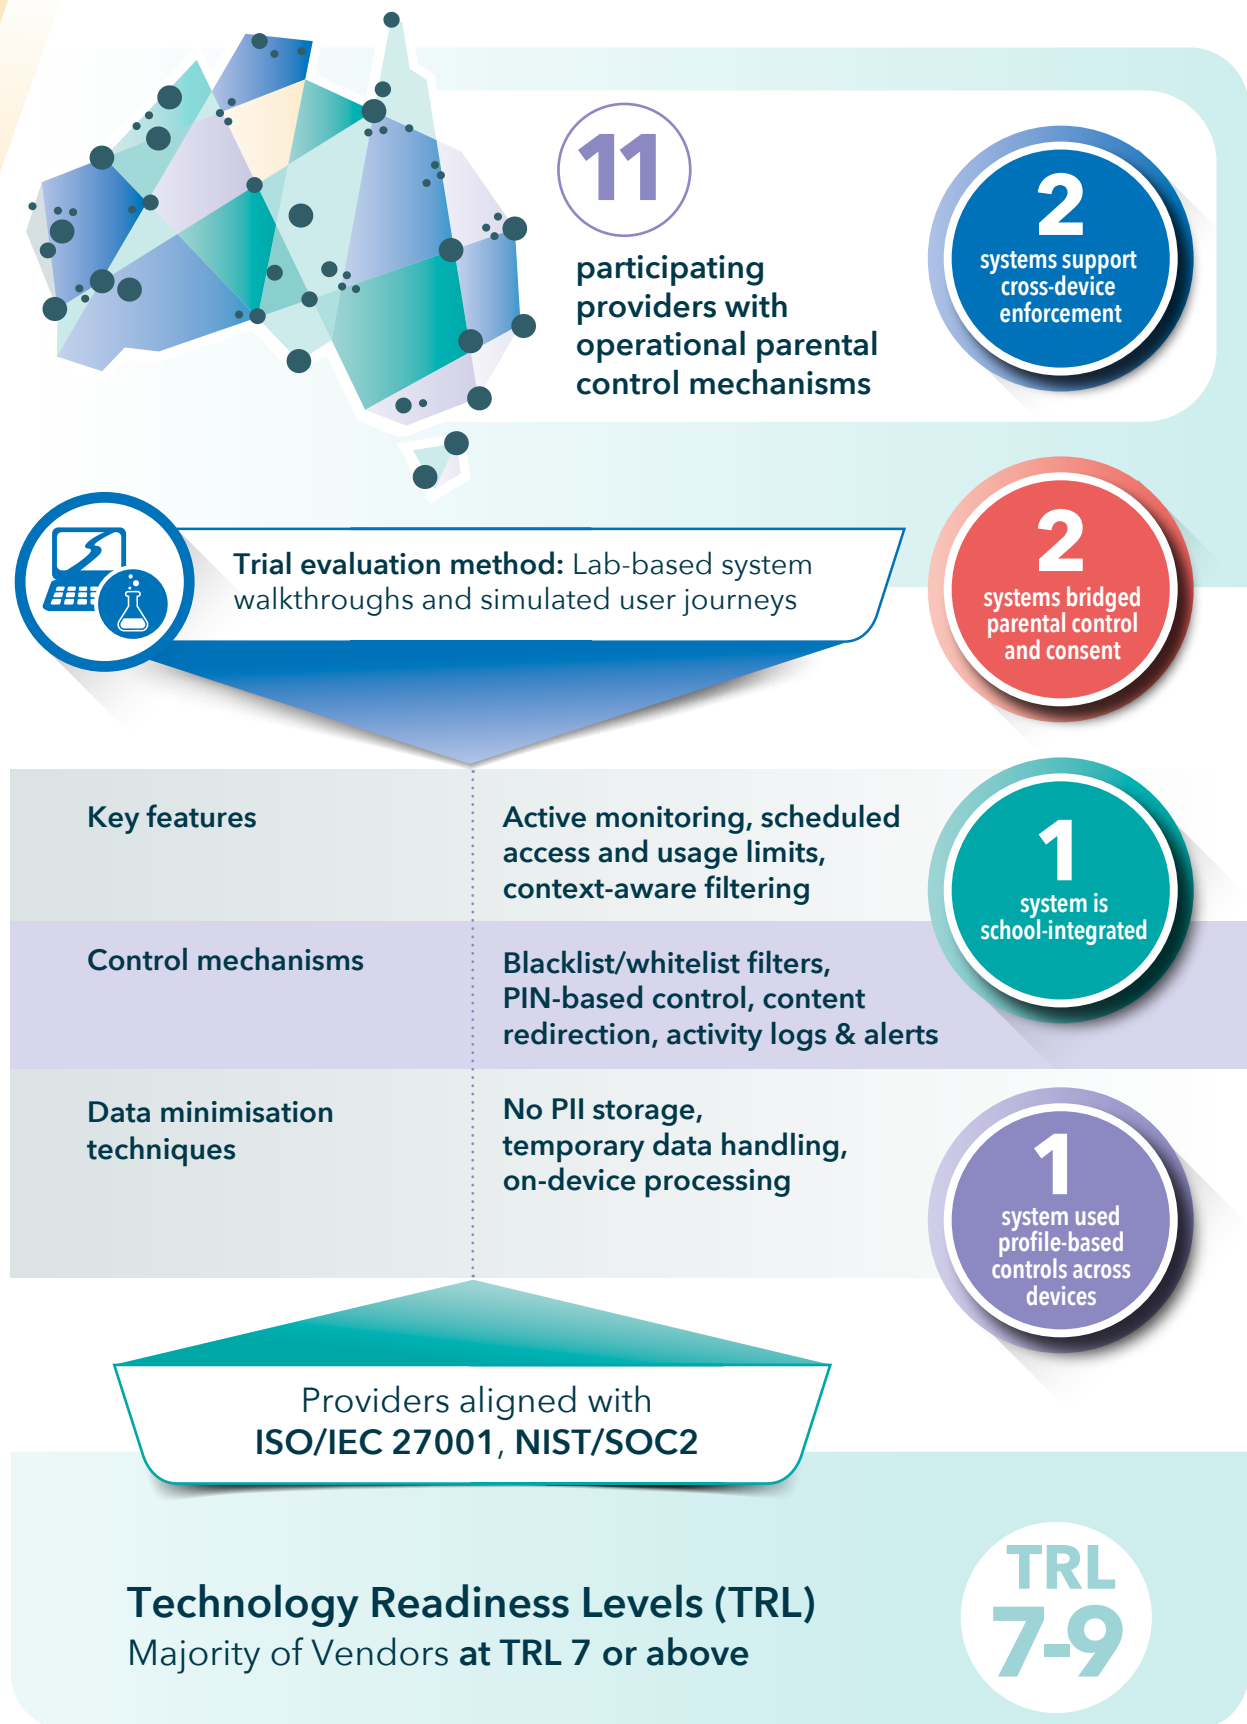 11
participating
providers with
operational parental
control mechanisms
2
systems support
cross-device
enforcement
2
systems bridged
parental control
and consent
Trial evaluation method: Lab-based system
walkthroughs and simulated user journeys
Key features
Active monitoring, scheduled
access and usage limits,
context-aware filtering
1
system is
school-integrated
Control mechanisms
Blacklist/whitelist filters,
PIN-based control, content
redirection, activity logs & alerts
Data minimisation
techniques
No PII storage,
temporary data handling,
on-device processing
1
system used
profile-based
controls across
devices
Providers aligned with
ISO/IEC 27001, NIST/SOC2
Technology Readiness Levels (TRL)
Majority of Vendors at TRL 7 or above
TRL
7-9